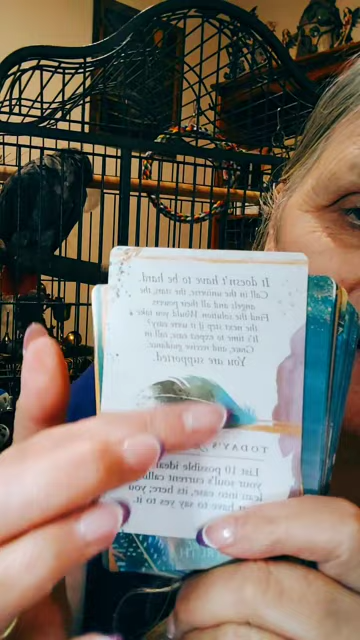 It doesn't have to be hard.
Call in the universe, the stars, the
angels and all their powers.
Find the solution. Would you take
the next step if it were easy?
It's time to expect ease, call in
Grace, and receive guidance.
You are supported.
TODAY'S
List 10 possible ideas
your soul's current callin
lean into ease, its here; you
have to say yes to it.
TRUTH